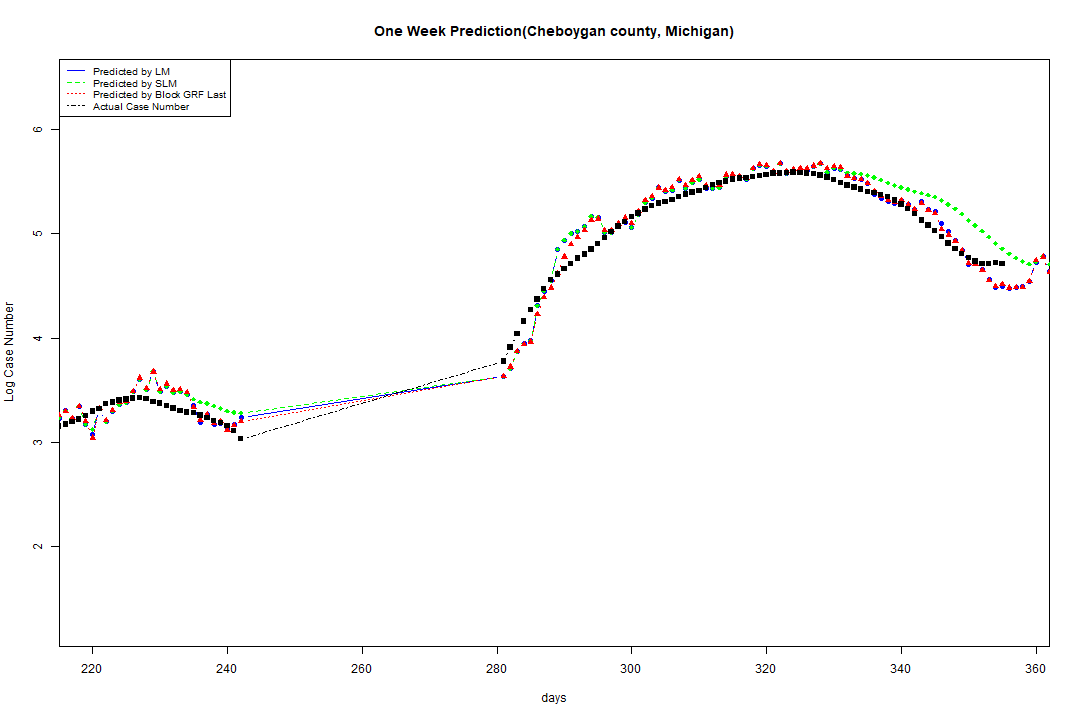 One Week Prediction(Cheboygan county, Michigan)
Predicted by LM
Predicted by SLM
Predicted by Block GRF Last
Actual Case Number
6
5
4
3
2
Log Case Number
220 240 260 280 300 320 340 360
days